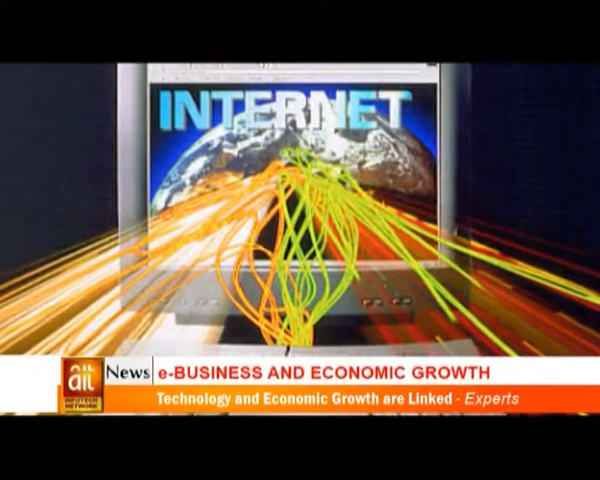 INTERNET
News
e-BUSINESS AND ECONOMIC GROWTH
ait
INFOTECH
NETWORK
Technology and Economic Growth are Linked - Experts